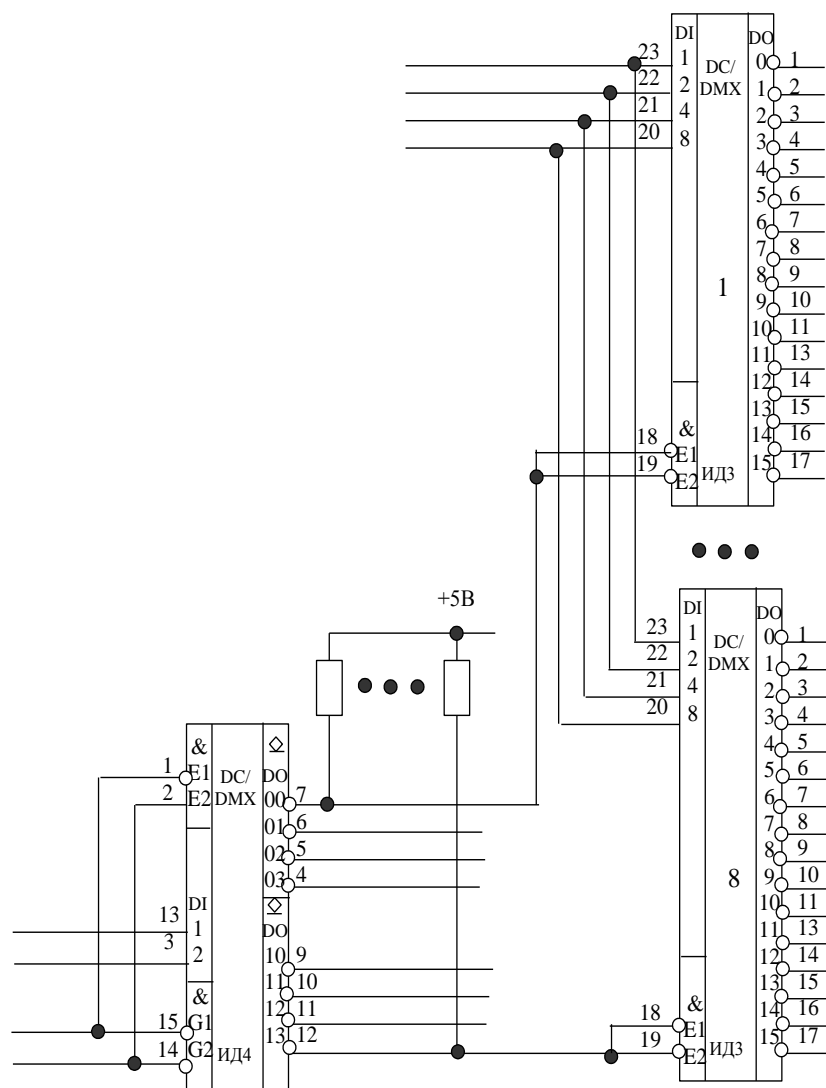 DI DO
23 1 DC/ 0 1
22 2 DMX 1 2
21 4 2 3
20 8 3 4
4 5
5 6
6 7
7 8
8 9
1 9 10
10 11
11 13
12 14
13 15
18 & E1 14 16
19 E2 ИД3 15 17
+5В
DI DO
23 1 DC/ 0 1
22 2 DMX 1 2
21 4 2 3
20 8 3 4
4 5
5 6
6 7
7 8
8 9
8 9 10
10 11
11 13
12 14
13 15
18 & E1 14 16
19 E2 ИД3 15 17
&
1 E1 DC/ DO
2 E2 DMX 00 7
01 6
02 5
03 4
DI
13 1 DO
3 2 10 9
11 10
& 12 11
15 G1 13 12
14 G2 ИД4